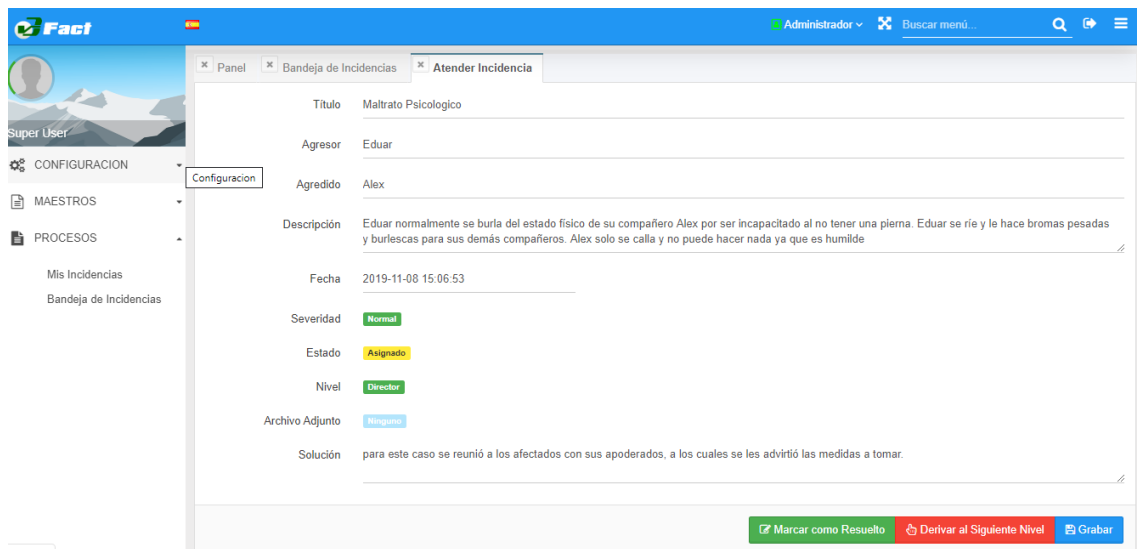 Fact
Administrador
Buscar menú...
Super User
CONFIGURACION
Configuracion
MAESTROS
PROCESOS
Mis Incidencias
Bandeja de Incidencias
× Panel × Bandeja de Incidencias × Atender Incidencia
Título Maltrato Psicologico
Agresor Eduar
Agredido Alex
Descripción Eduar normalmente se burla del estado físico de su compañero Alex por ser incapacitado al no tener una pierna. Eduar se ríe y le hace bromas pesadas
y burlescas para sus demás compañeros. Alex solo se calla y no puede hacer nada ya que es humilde
Fecha 2019-11-08 15:06:53
Severidad Normal
Estado Asignado
Nivel Director
Archivo Adjunto Ninguno
Solución para este caso se reunió a los afectados con sus apoderados, a los cuales se les advirtió las medidas a tomar.
Marcar como Resuelto Derivar al Siguiente Nivel Grabar